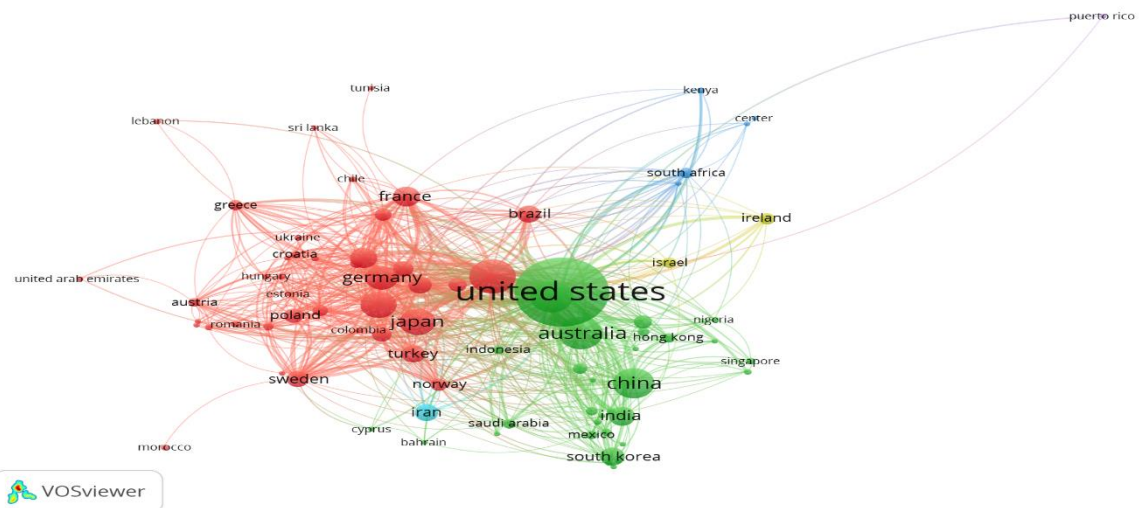 puerto rico
tunisia
kenya
lebanon
center
sri lanka
chile
south africa
france
greece
brazil
ireland
ukraine
croatia
israel
united arab emirates
hungary
germany
united states
estonia
austria
poland
romania
colombia
japan
nigeria
australia
hong kong
turkey
indonesia
singapore
sweden
norway
china
iran
india
saudi arabia
cyprus
mexico
bahrain
morocco
south korea
VOSviewer